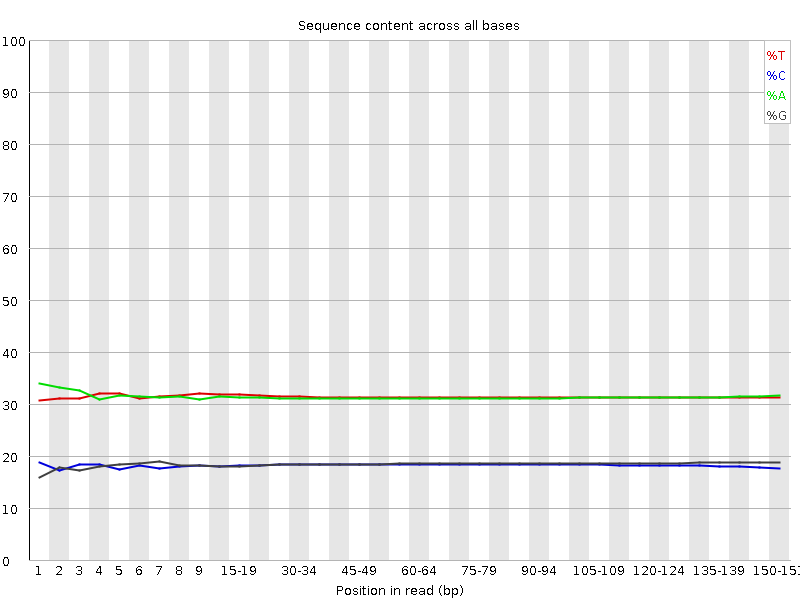 Sequence content across all bases
100
90
80
70
60
50
40
30
20
10
0
%T
%C
%A
%G
1 2 3 4 5 6 7 8 9 15-19 30-34 45-49 60-64 75-79 90-94 105-109 120-124 135-139 150-151
Position in read (bp)